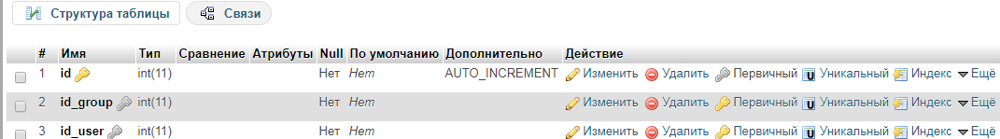 Структура таблицы Связи
# Имя Тип Сравнение Атрибуты Null По умолчанию Дополнительно Действие
1 id int(11) Нет Нет AUTO_INCREMENT Изменить Удалить Первичный U Уникальный Индекс Ещё
2 id_group int(11) Нет Нет Изменить Удалить Первичный U Уникальный Индекс Ещё
3 id_user int(11) Нет Нет Изменить Удалить Первичный U Уникальный Индекс Ещё